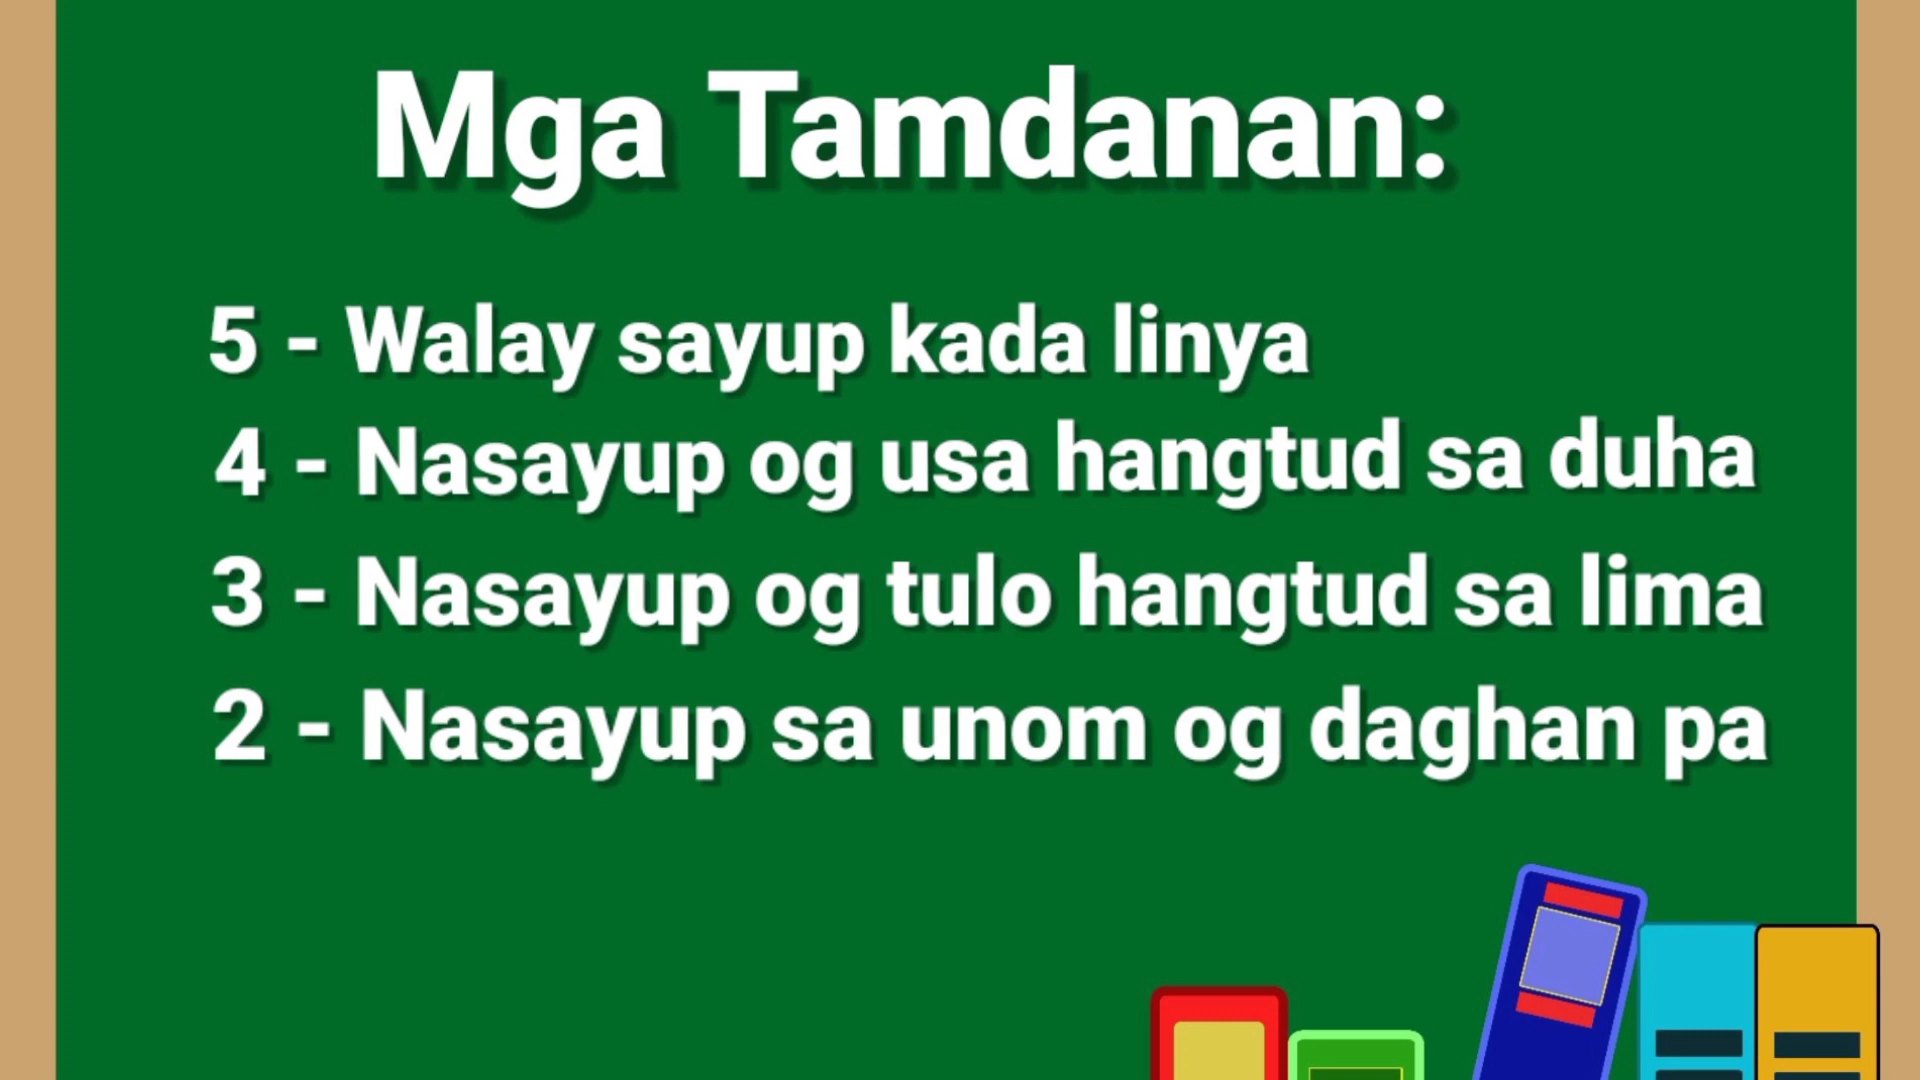 Mga Tamdanan:
5 - Walay sayup kada linya
4 - Nasayup og usa hangtud sa duha
3 - Nasayup og tulo hangtud sa lima
2 - Nasayup sa unom og daghan pa